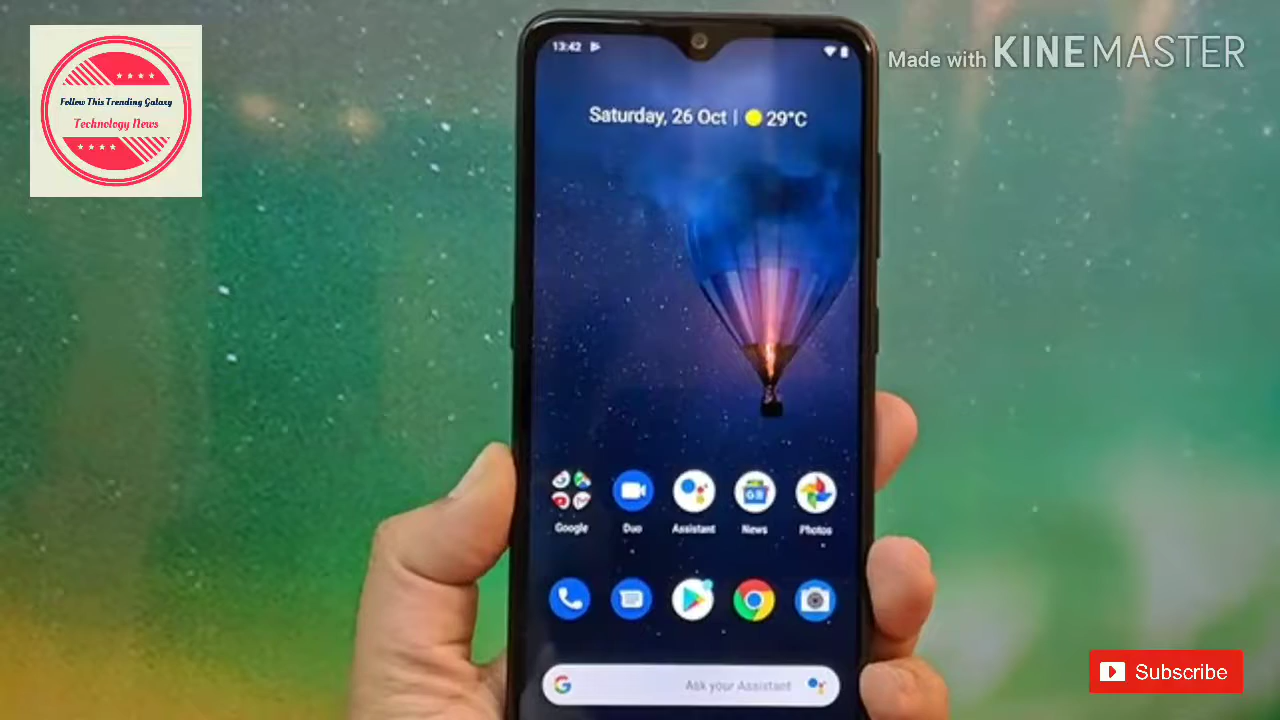 Follow This Trending Galaxy
Technology News
Made with KINEMASTER
13:42
Saturday, 26 Oct | 29°C
Google Duo Assistant News Photos
G Ask your Assistant
Subscribe